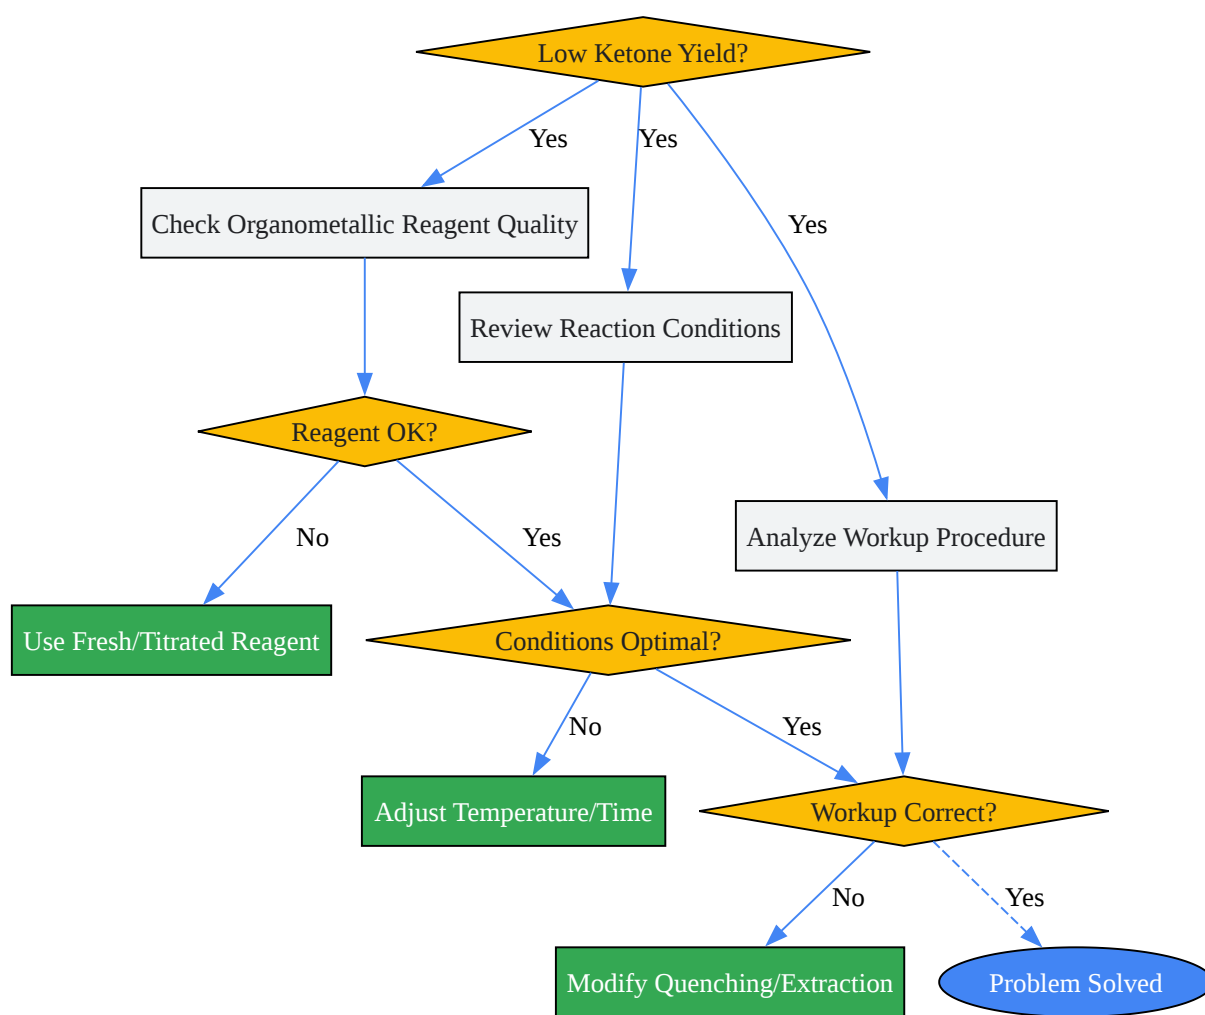 Low Ketone Yield?
Yes
Yes
Check Organometallic Reagent Quality
Yes
Review Reaction Conditions
Reagent OK?
No
Yes
Analyze Workup Procedure
Use Fresh/Titrated Reagent
Conditions Optimal?
No
Yes
Adjust Temperature/Time
Workup Correct?
No
Yes
Modify Quenching/Extraction
Problem Solved